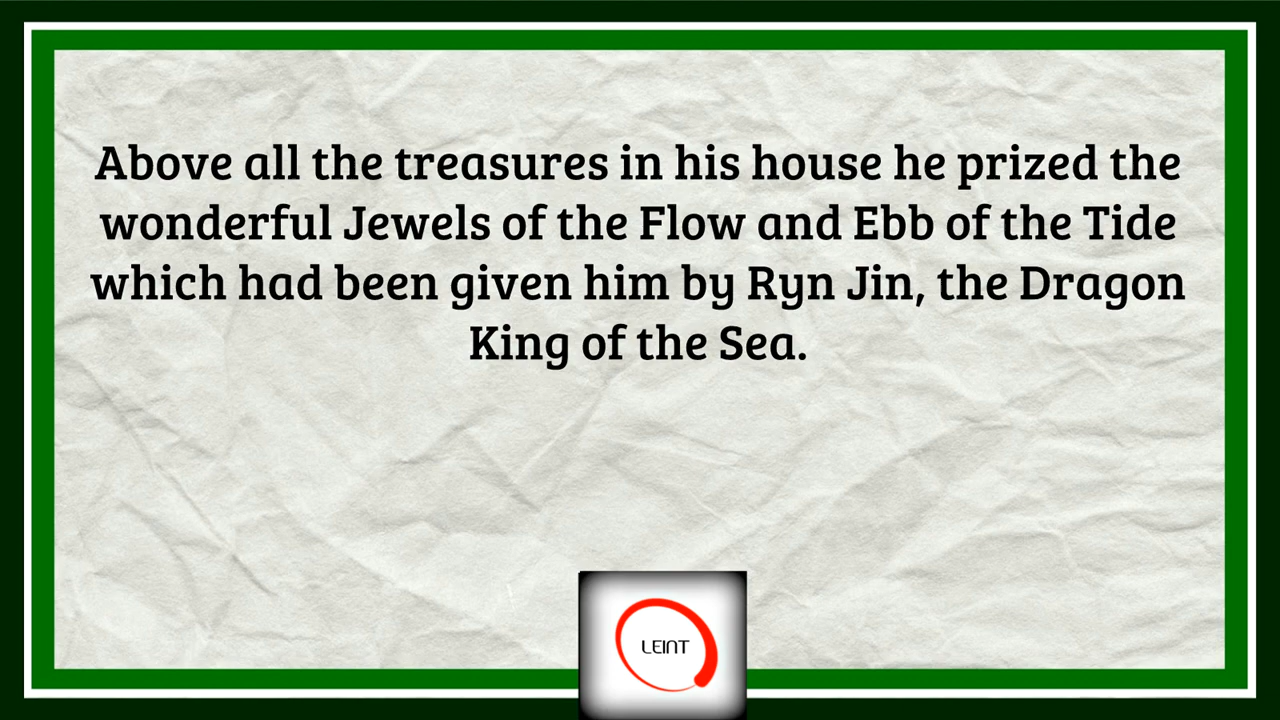 Above all the treasures in his house he prized the
wonderful Jewels of the Flow and Ebb of the Tide
which had been given him by Ryn Jin, the Dragon
King of the Sea.
LEINT